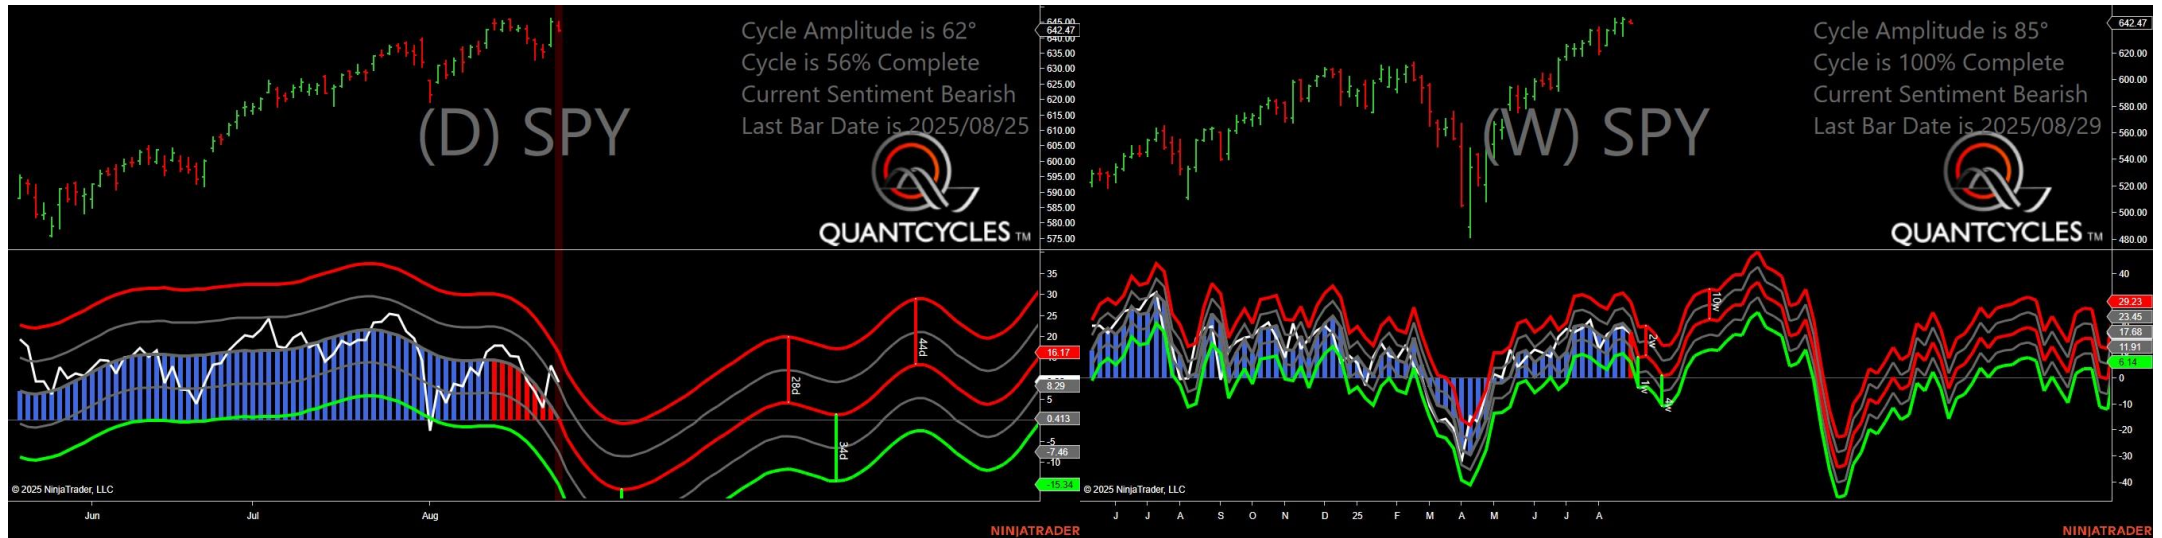 Cycle Amplitude is 62°
Cycle is 56% Complete
Current Sentiment Bearish
Last Bar Date is 2025/08/25
(D) SPY
QUANTCYCLES TM
645.00
642.47
640.00
635.00
630.00
625.00
620.00
615.00
610.00
605.00
600.00
595.00
590.00
585.00
580.00
575.00
35
30
25
20
16.17
8.29
5
0.413
-5
-7.46
-10
-15.34
28d
34d
44d
© 2025 NinjaTrader, LLC
Jun Jul Aug
NINJATRADER
Cycle Amplitude is 85°
Cycle is 100% Complete
Current Sentiment Bearish
Last Bar Date is 2025/08/29
(W) SPY
QUANTCYCLES TM
642.47
620.00
600.00
580.00
560.00
540.00
520.00
500.00
480.00
40
29.23
23.45
17.68
11.91
6.14
0
-10
-20
-30
-40
10w
2w
1w
4w
© 2025 NinjaTrader, LLC
J J A S O N D 25 F M A M J J A
NINJATRADER